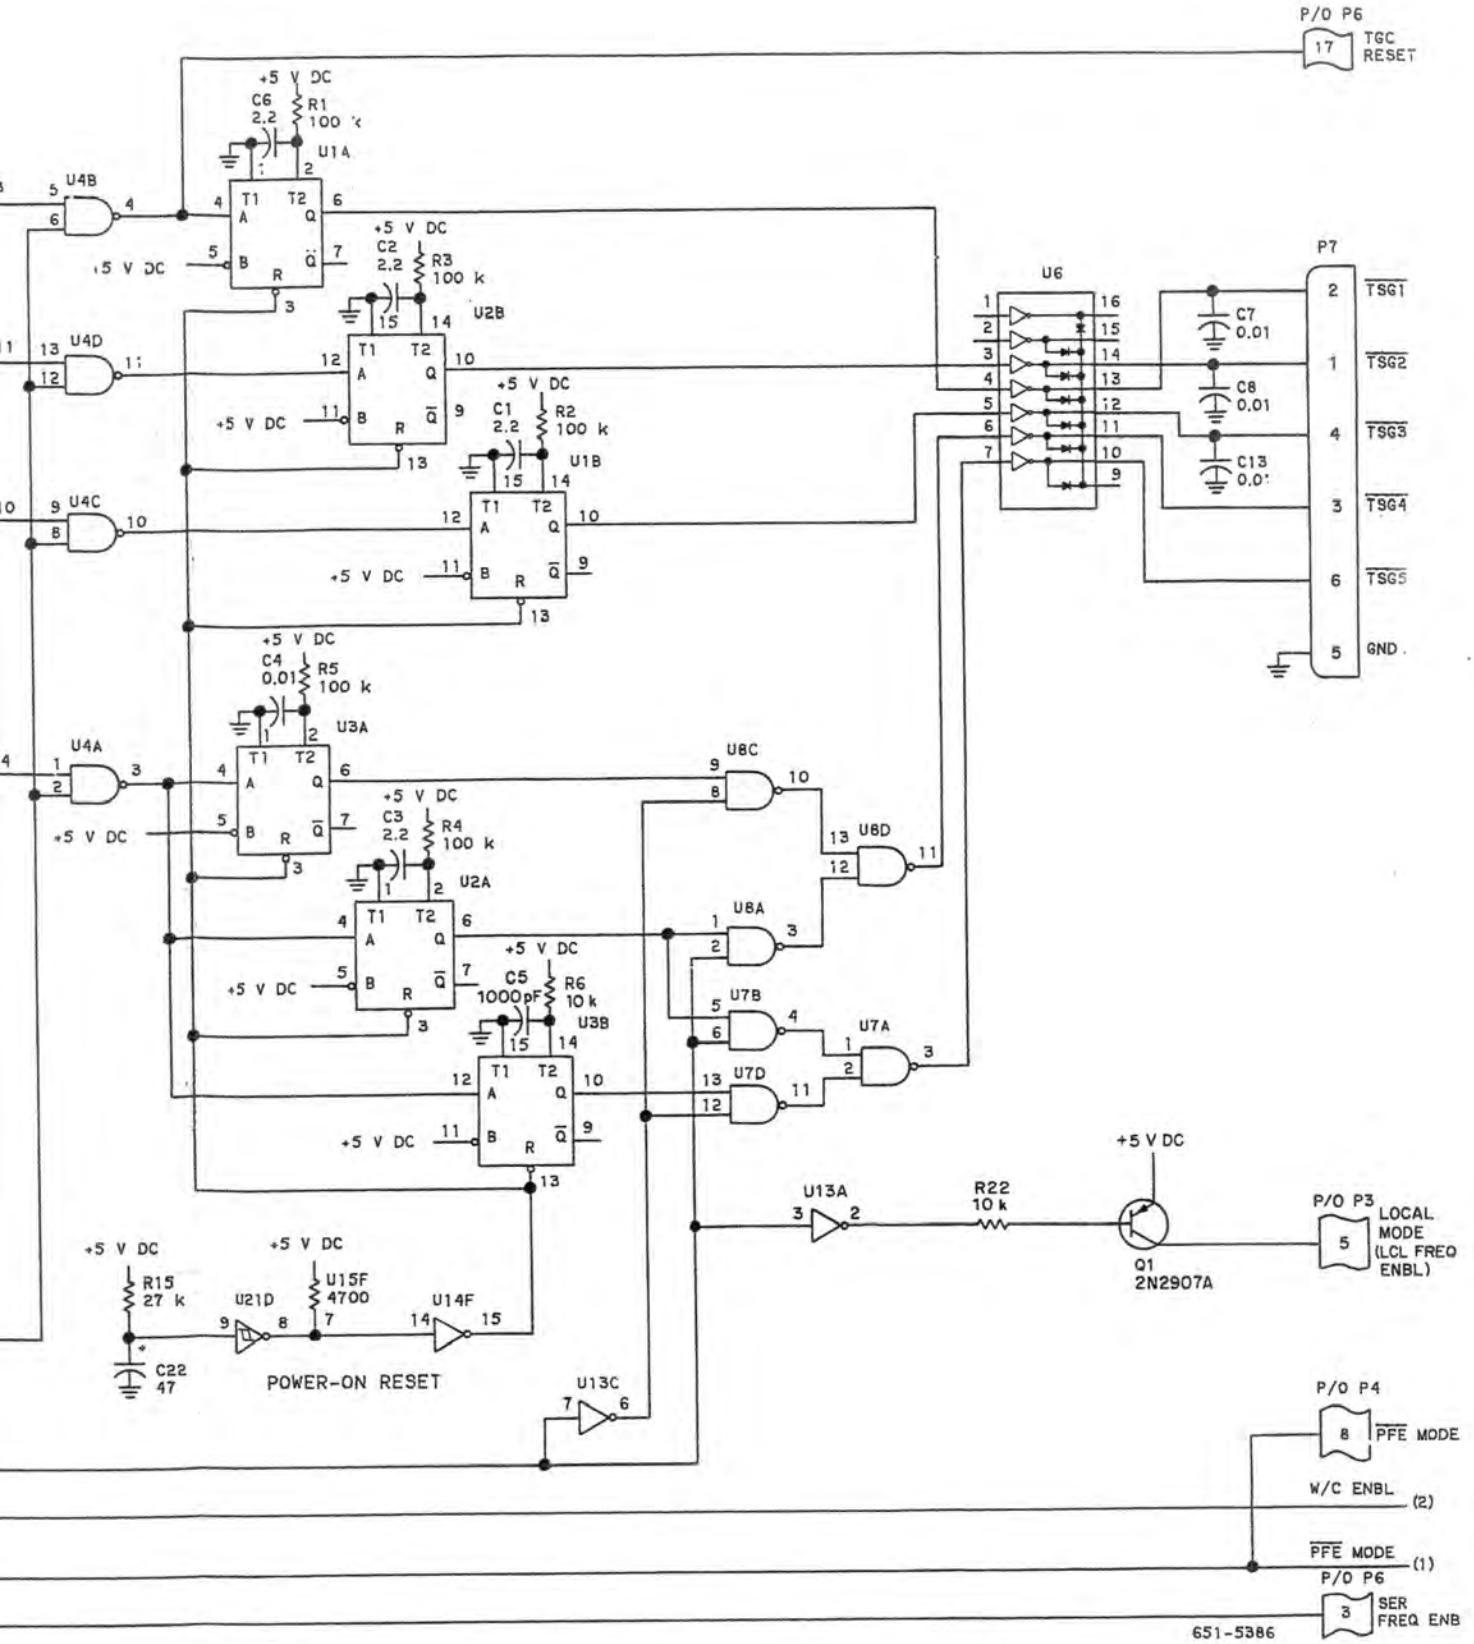 P/O P6
17 TGC
RESET
+5 V DC
C6
2.2
R1
100 k
U1A
1 2
U4B
5 4
6
4 T1 T2 6
A Q
5 B Q̅ 7
R
3
+5 V DC
+5 V DC
C2
2.2
R3
100 k
U2B
15 14
11 13 U4D
12
12 T1 T2 10
A Q
+5 V DC 11 B Q̅ 9
R
13
+5 V DC
C1
2.2
R2
100 k
U1B
15 14
10 9 U4C 10
8
12 T1 T2 10
A Q
+5 V DC 11 B Q̅ 9
R
13
U6
1 16
2 15
3 14
4 13
5 12
6 11
7 10
9
P7
2 T̅S̅G̅1̅
C7
0.01
1 T̅S̅G̅2̅
C8
0.01
4 T̅S̅G̅3̅
C13
3 T̅S̅G̅4̅
6 T̅S̅G̅5̅
5 GND
+5 V DC
C4
0.01
R5
100 k
U3A
1 2
4 1 U4A 3
2
4 T1 T2 6
A Q
+5 V DC 5 B Q̅ 7
R
3
+5 V DC
C3
2.2
R4
100 k
U2A
1 2
4 T1 T2 6
A Q
+5 V DC 5 B Q̅ 7
R
3
+5 V DC
C5
1000pF
R6
10 k
U3B
15 14
12 T1 T2 10
A Q
+5 V DC 11 B Q̅ 9
R
13
U8C
9 10
8
U8D
13 11
12
U8A
1 3
2
U7B
5 4
6
U7A
1 3
2
U7D
13 11
12
+5 V DC
U13A
3 2
R22
10 k
Q1
2N2907A
P/O P3
5 LOCAL
MODE
(LCL FREQ
ENBL)
+5 V DC
R15
27 k
C22
47
+
U21D
9 8
+5 V DC
U15F
4700
7
U14F
14 15
POWER-ON RESET
U13C
7 6
P/O P4
8 P̅F̅E̅ MODE
W/C ENBL (2)
P̅F̅E̅ MODE (1)
P/O P6
3 SER
FREQ ENB
651-5386